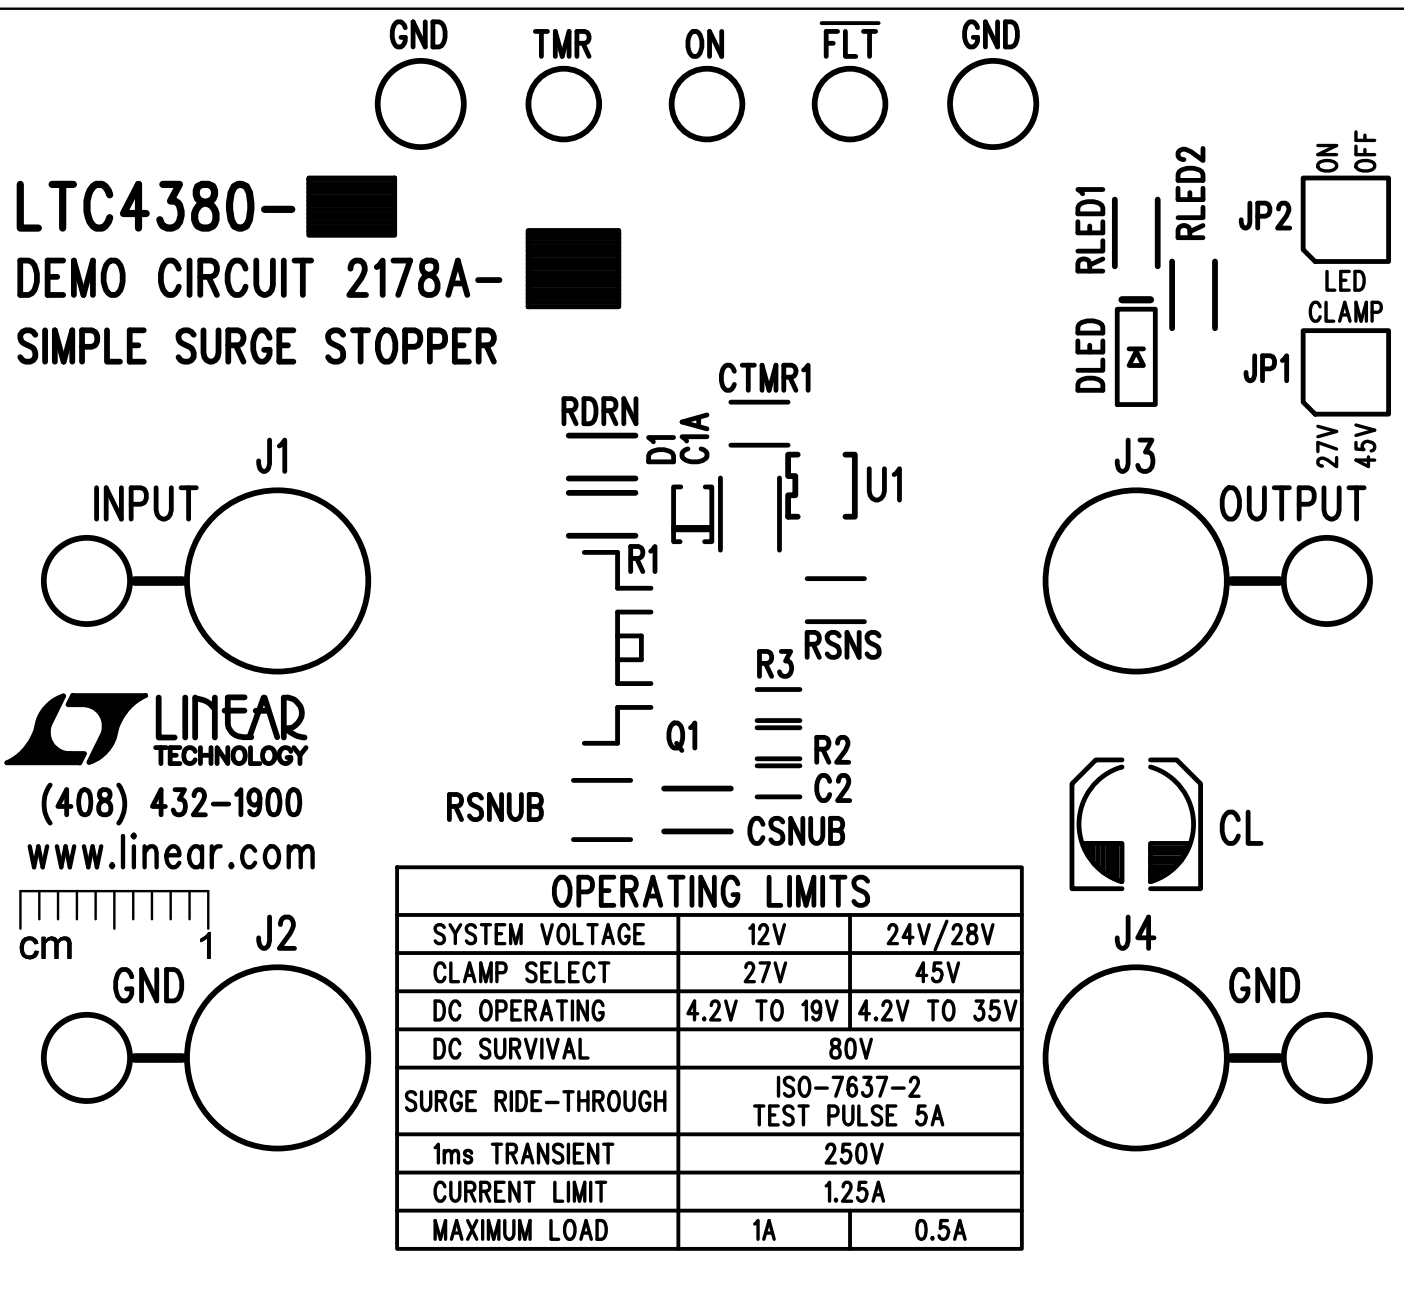 GND TMR ON FLT GND
LTC4380-
DEMO CIRCUIT 2178A-
SIMPLE SURGE STOPPER
RLED1
RLED2
ON
OFF
JP2
LED
CLAMP
DLED
JP1
27V
45V
CTMR1
RDRN
D1
C1A
U1
J1
INPUT
J3
OUTPUT
R1
RSNS
R3
Q1
R2
C2
RSNUB
CSNUB
LINEAR
TECHNOLOGY
(408) 432-1900
www.linear.com
cm 1
CL
J2
GND
J4
GND
OPERATING LIMITS
SYSTEM VOLTAGE 12V 24V/28V
CLAMP SELECT 27V 45V
DC OPERATING 4.2V TO 19V 4.2V TO 35V
DC SURVIVAL 80V
SURGE RIDE-THROUGH ISO-7637-2
TEST PULSE 5A
1ms TRANSIENT 250V
CURRENT LIMIT 1.25A
MAXIMUM LOAD 1A 0.5A